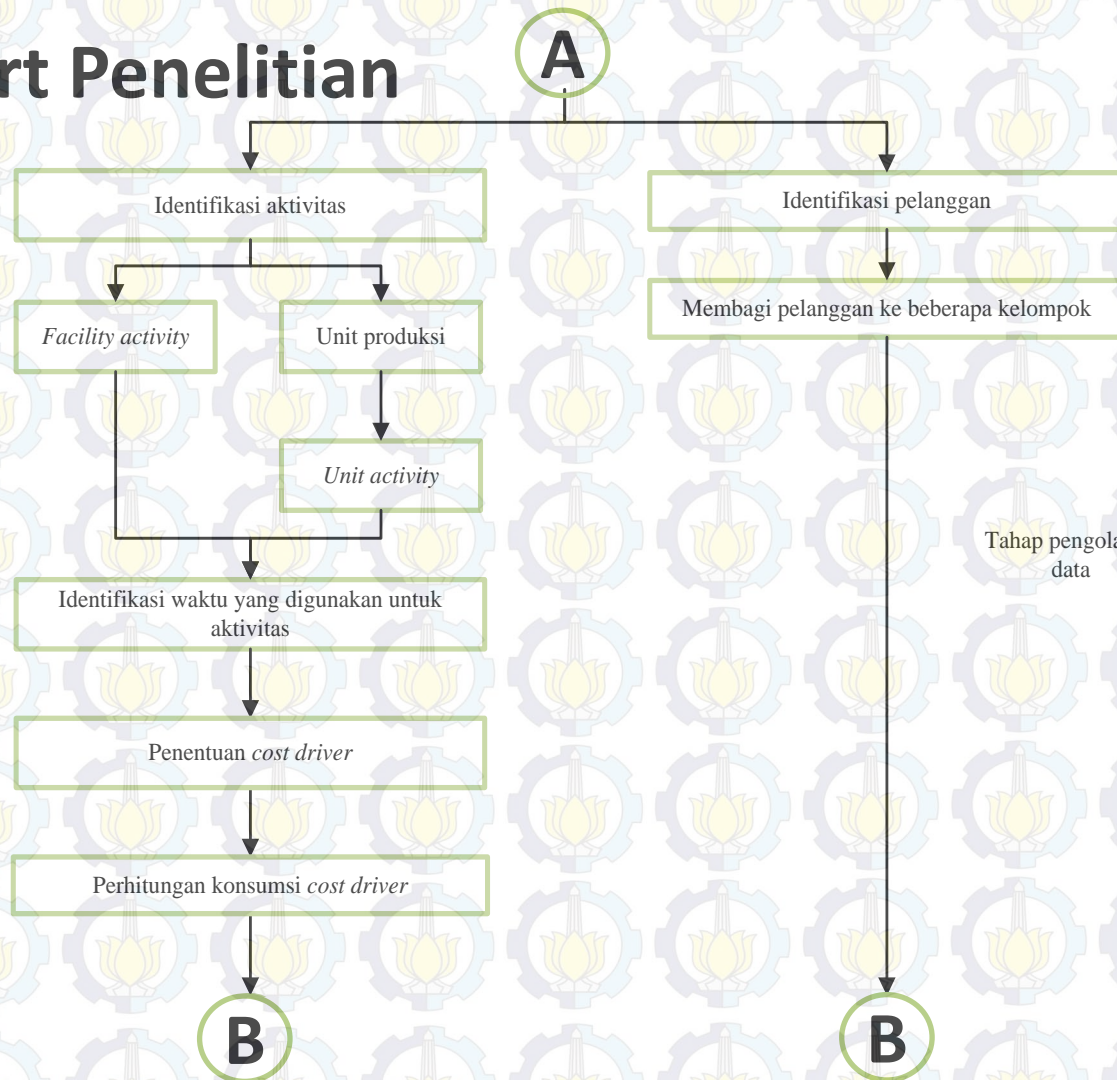 rt Penelitian
A
Identifikasi aktivitas
Identifikasi pelanggan
Facility activity
Unit produksi
Membagi pelanggan ke beberapa kelompok
Unit activity
Tahap pengola
data
Identifikasi waktu yang digunakan untuk
aktivitas
Penentuan cost driver
Perhitungan konsumsi cost driver
B
B